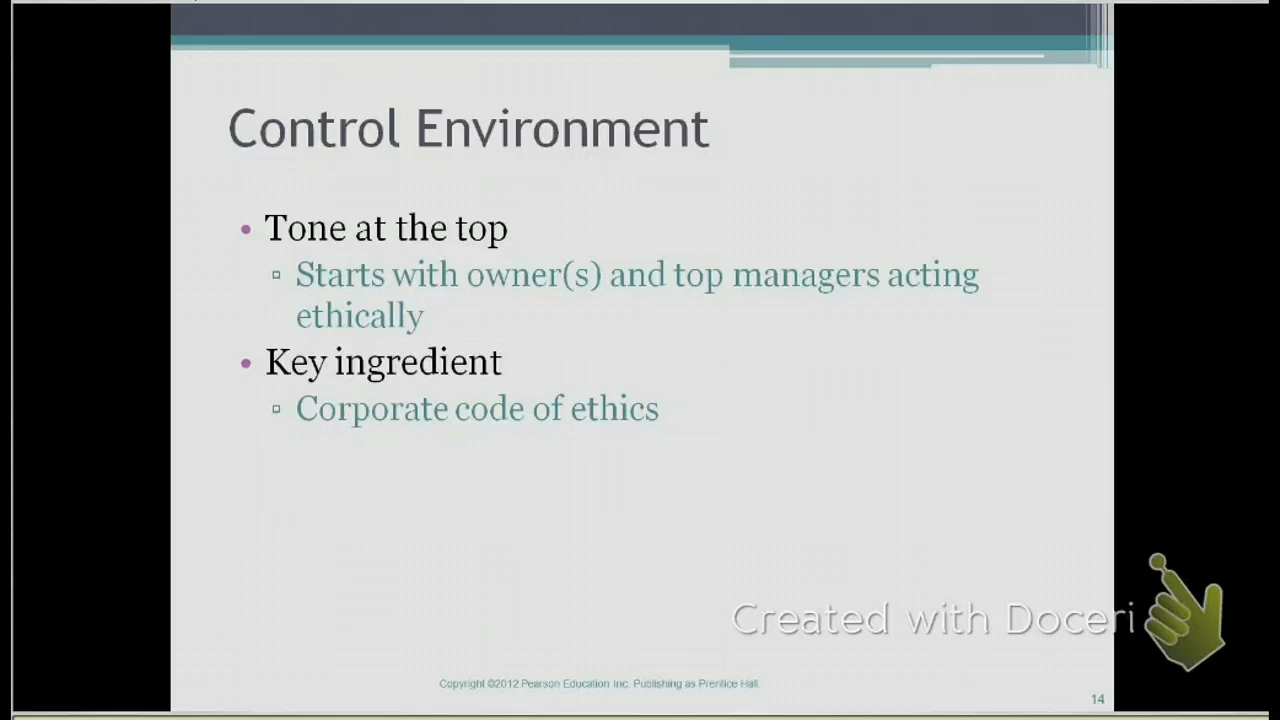 Control Environment
• Tone at the top
▫ Starts with owner(s) and top managers acting
ethically
• Key ingredient
▫ Corporate code of ethics
Created with Doceri
Copyright ©2012 Pearson Education Inc. Publishing as Prentice Hall.
14